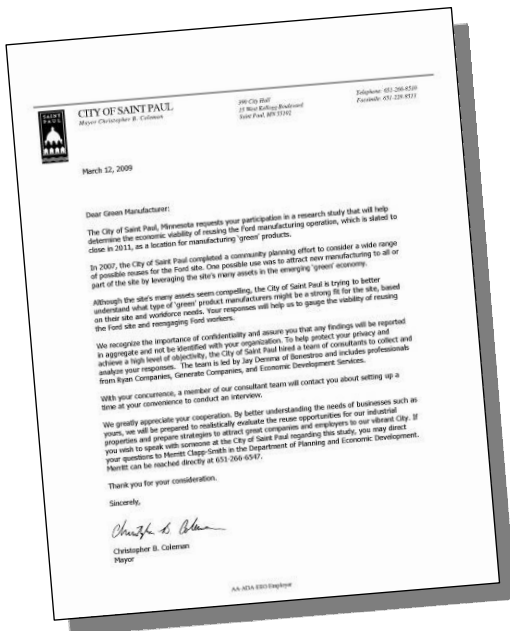 SAINT
PAUL
CITY OF SAINT PAUL
Mayor Christopher B. Coleman
390 City Hall
15 West Kellogg Boulevard
Saint Paul, MN 55102
Telephone: 651-266-8510
Facsimile: 651-228-8513
March 12, 2009
Dear Green Manufacturer:
The City of Saint Paul, Minnesota requests your participation in a research study that will help
determine the economic viability of reusing the Ford manufacturing operation, which is slated to
close in 2011, as a location for manufacturing 'green' products.
In 2007, the City of Saint Paul completed a community planning effort to consider a wide range
of possible reuses for the Ford site. One possible use was to attract new manufacturing to all or
part of the site by leveraging the site's many assets in the emerging 'green' economy.
Although the site's many assets seem compelling, the City of Saint Paul is trying to better
understand what type of 'green' product manufacturers might be a strong fit for the site, based
on their site and workforce needs. Your responses will help us to gauge the viability of reusing
the Ford site and reengaging Ford workers.
We recognize the importance of confidentiality and assure you that any findings will be reported
in aggregate and not be identified with your organization. To help protect your privacy and
achieve a high level of objectivity, the City of Saint Paul hired a team of consultants to collect and
analyze your responses. The team is led by Jay Demma of Bonestroo and includes professionals
from Ryan Companies, Generate Companies, and Economic Development Services.
With your concurrence, a member of our consultant team will contact you about setting up a
time at your convenience to conduct an interview.
We greatly appreciate your cooperation. By better understanding the needs of businesses such as
yours, we will be prepared to realistically evaluate the reuse opportunities for our industrial
properties and prepare strategies to attract great companies and employers to our vibrant City. If
you wish to speak with someone at the City of Saint Paul regarding this study, you may direct
your questions to Merritt Clapp-Smith in the Department of Planning and Economic Development.
Merritt can be reached directly at 651-266-6547.
Thank you for your consideration.
Sincerely,
Christopher B. Coleman
Christopher B. Coleman
Mayor
AA-ADA-EEO Employer